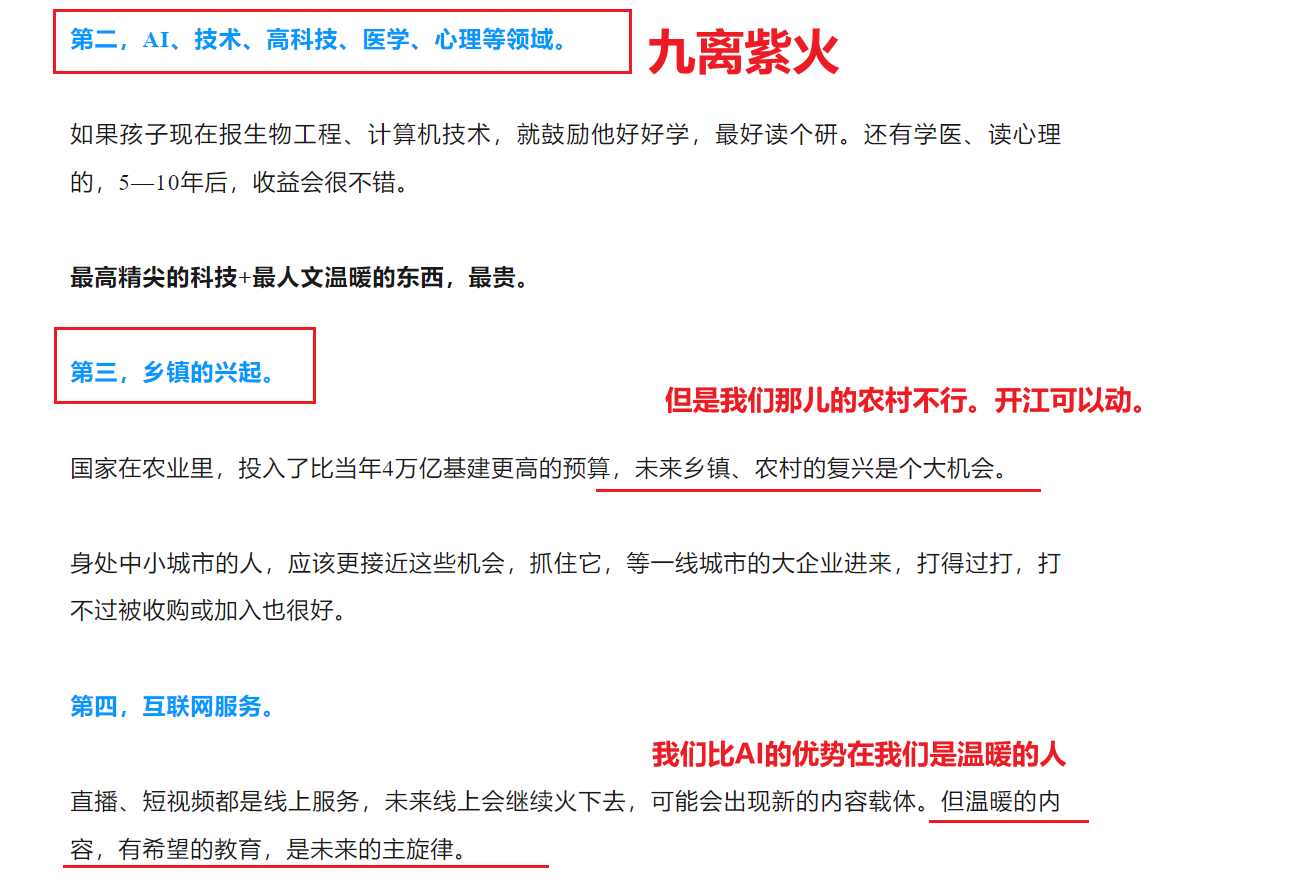 第二，AI、技术、高科技、医学、心理等领域。
九离紫火
如果孩子现在报生物工程、计算机技术，就鼓励他好好学，最好读个研。还有学医、读心理
的，5—10年后，收益会很不错。
最高精尖的科技+最人文温暖的东西，最贵。
第三，乡镇的兴起。
但是我们那儿的农村不行。开江可以动。
国家在农业里，投入了比当年4万亿基建更高的预算，未来乡镇、农村的复兴是个大机会。
身处中小城市的人，应该更接近这些机会，抓住它，等一线城市的大企业进来，打得过打，打
不过被收购或加入也很好。
第四，互联网服务。
我们比AI的优势在我们是温暖的人
直播、短视频都是线上服务，未来线上会继续火下去，可能会出现新的内容载体。但温暖的内
容，有希望的教育，是未来的主旋律。